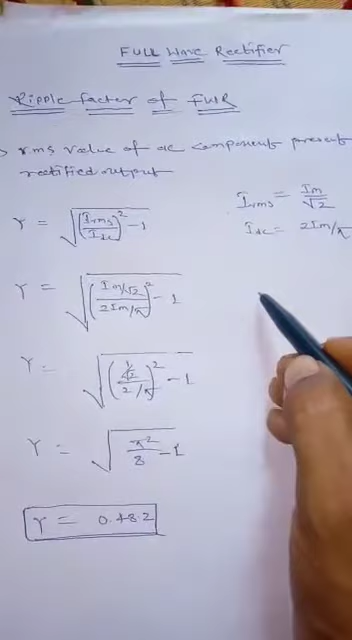 FULL Wave Rectifier
Ripple factor of FWR
rms value of ac component present
rectified output
γ = √((Irms/Idc)² - 1)
Irms = Im/√2
Idc = 2Im/π
γ = √((Im/√2 / 2Im/π)² - 1)
γ = √((1/√2 / 2/π)² - 1)
γ = √(π²/8 - 1)
γ = 0.482